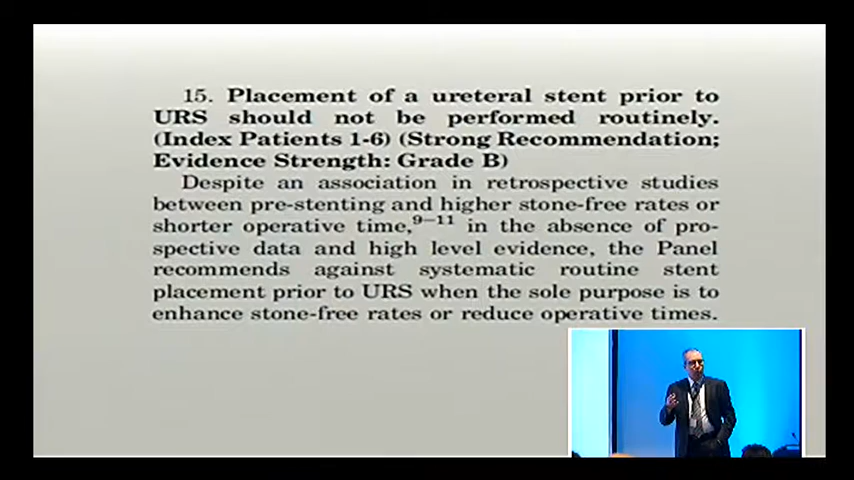 15. Placement of a ureteral stent prior to
URS should not be performed routinely.
(Index Patients 1-6) (Strong Recommendation;
Evidence Strength: Grade B)
Despite an association in retrospective studies
between pre-stenting and higher stone-free rates or
shorter operative time,9–11 in the absence of pro-
spective data and high level evidence, the Panel
recommends against systematic routine stent
placement prior to URS when the sole purpose is to
enhance stone-free rates or reduce operative times.